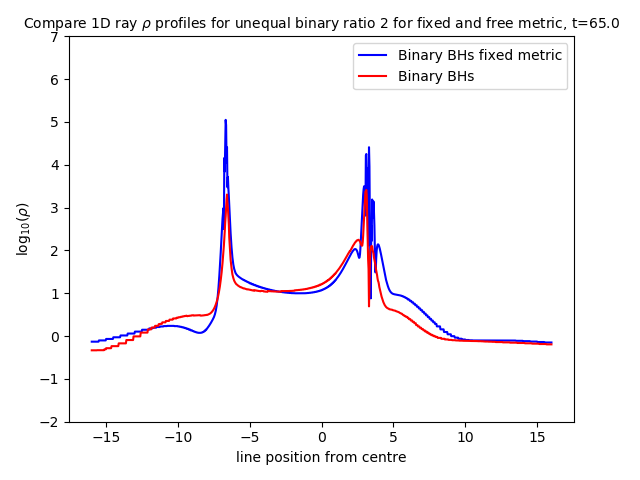 Compare 1D ray ρ profiles for unequal binary ratio 2 for fixed and free metric, t=65.0
Binary BHs fixed metric
Binary BHs
7
6
5
4
3
2
1
0
−1
−2
log₁₀(ρ)
−15 −10 −5 0 5 10 15
line position from centre